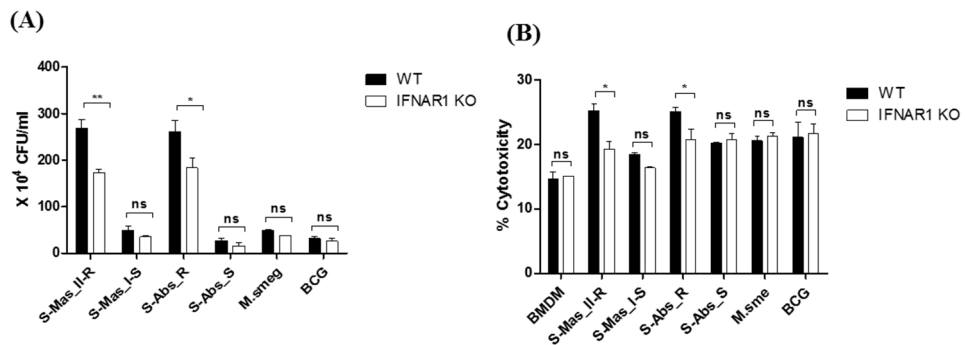 (A)
400
300
200
100
0
X 10⁴ CFU/ml
** 
ns
*
ns
ns
ns
S-Mas_II-R
S-Mas_I-S
S-Abs_R
S-Abs_S
M.smeg
BCG
WT
IFNAR1 KO
(B)
30
20
10
0
% Cytotoxicity
ns
*
ns
*
ns
ns
ns
BMDM
S-Mas_II-R
S-Mas_I-S
S-Abs_R
S-Abs_S
M.sme
BCG
WT
IFNAR1 KO